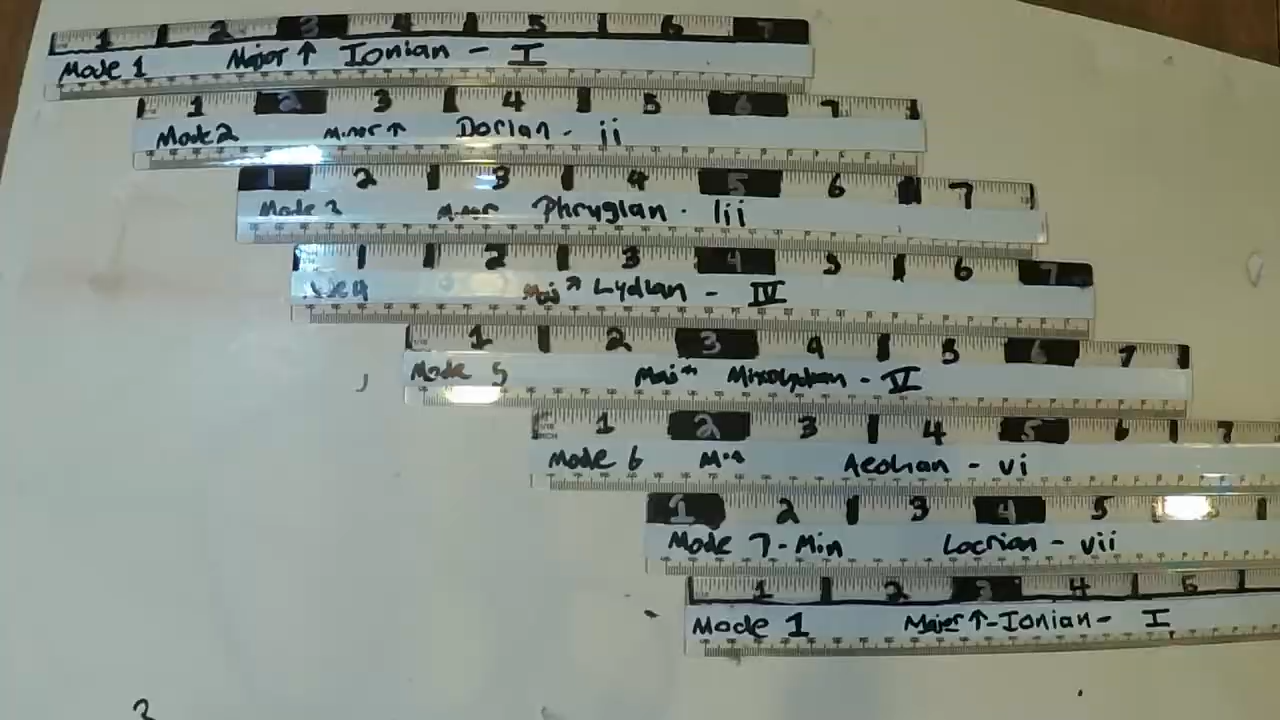 1 2 3 4 5 6 7
Mode 1 Major ↑ Ionian - I
1 2 3 4 5 6 7
Mode 2 Minor ↑ Dorian - ii
1 2 3 4 5 6 7
Mode 3 Minor Phrygian - iii
1 2 3 4 5 6 7
Lydian - IV
1 2 3 4 5 6 7
Mode 5 Maj Mixolydian - V
1 2 3 4 5 6 7
Mode 6 Min Aeolian - vi
1 2 3 4 5
Mode 7 - Min Locrian - vii
1 2 3 4 5
Mode 1 Major ↑ - Ionian - I